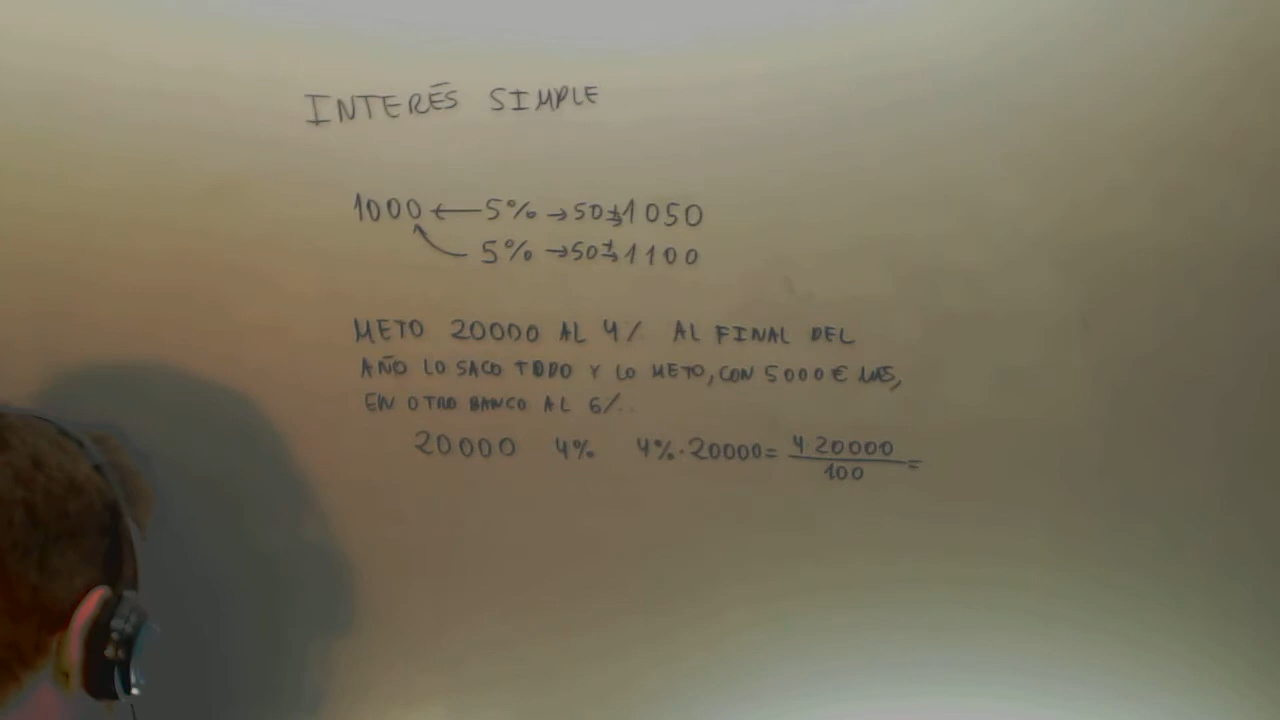 INTERÉS SIMPLE
1000 ← 5% → 50 → 1050
5% → 50 → 1100
METO 20000 AL 4% AL FINAL DEL
AÑO LO SACO TODO Y LO METO, CON 5000 € MÁS,
EN OTRO BANCO AL 6%..
20000 4% 4%·20000 = 4·20000/100 =